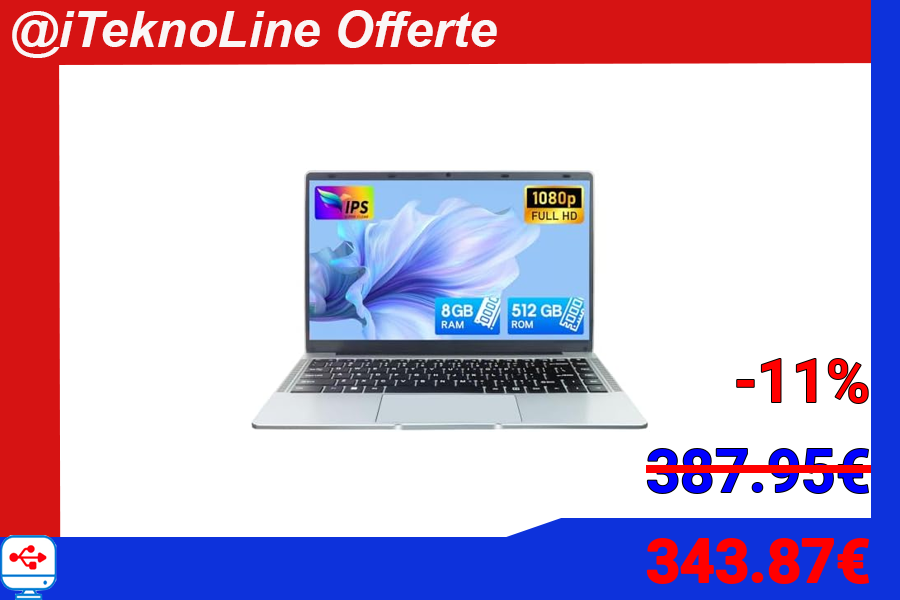 @iTeknoLine Offerte
IPS
1080p
FULL HD
8GB
RAM
512 GB
ROM
-11%
387.95€
343.87€